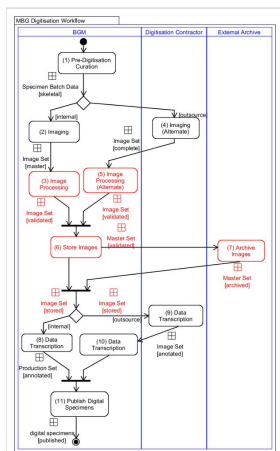 MBG Digitisation Workflow
BGM
Digitisation Contractor
External Archive
(1) Pre-Digitisation
Curation
Specimen Batch Data
[skeletal]
[internal]
[outsource]
(2) Imaging
(4) Imaging
(Alternate)
Image Set
[master]
Image Set
[complete]
(3) Image
Processing
(5) Image
Processing
(Alternate)
Image Set
[validated]
Image Set
[validated]
(6) Store Images
Master Set
[validated]
(7) Archive
Images
Master Set
[archived]
Image Set
[stored]
Image Set
[stored]
[internal]
[outsource]
(9) Data
Transcription
(8) Data
Transcription
(10) Data
Transcription
Image Set
[anotated]
Production Set
[annotated]
(11) Publish Digital
Specimens
digital specimens
[published]